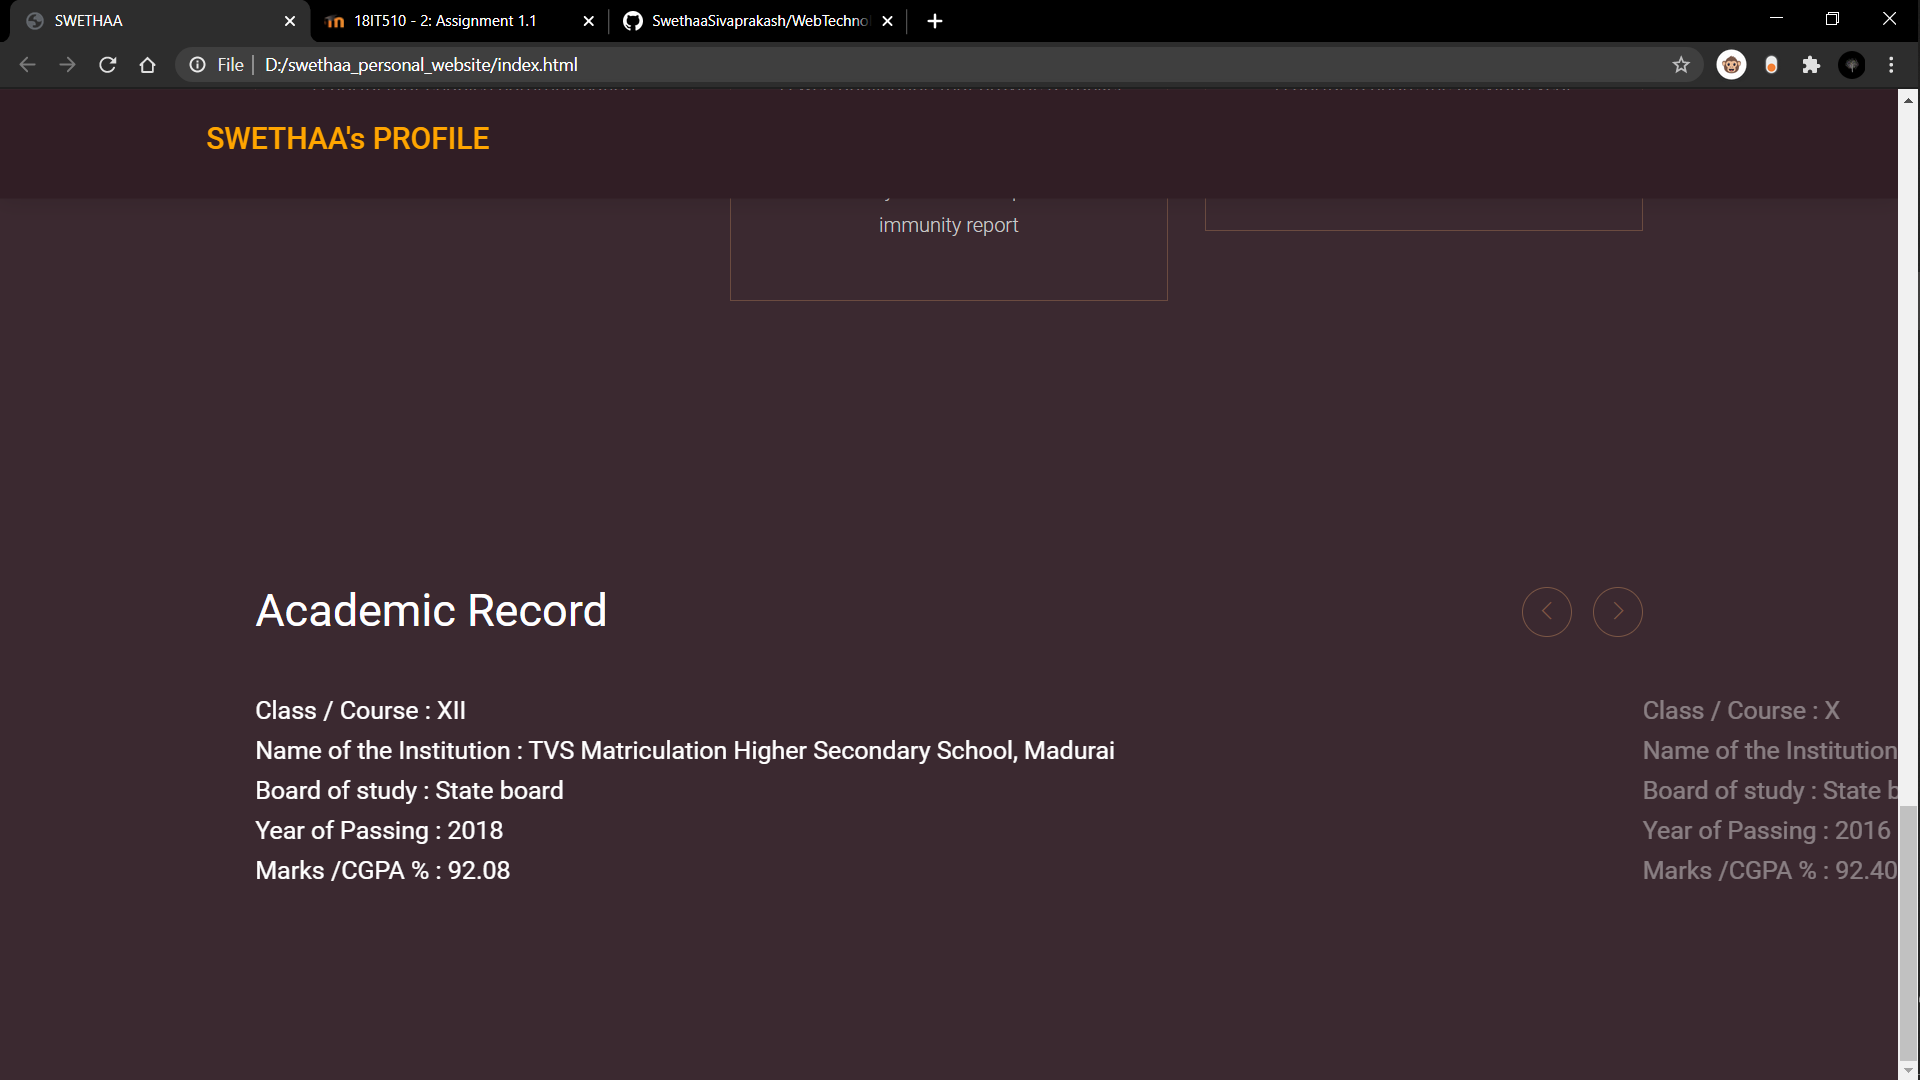 SWETHAA
18IT510 - 2: Assignment 1.1
SwethaaSivaprakash/WebTechno
File
D:/swethaa_personal_website/index.html
SWETHAA's PROFILE
immunity report
Academic Record
Class / Course : XII
Name of the Institution : TVS Matriculation Higher Secondary School, Madurai
Board of study : State board
Year of Passing : 2018
Marks /CGPA % : 92.08
Class / Course : X
Name of the Institution
Board of study : State b
Year of Passing : 2016
Marks /CGPA % : 92.40